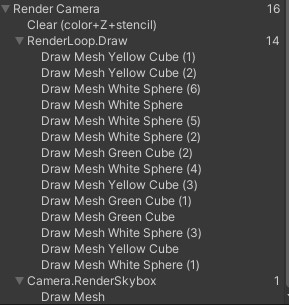 Render Camera 16
Clear (color+Z+stencil)
RenderLoop.Draw 14
Draw Mesh Yellow Cube (1)
Draw Mesh Yellow Cube (2)
Draw Mesh White Sphere (6)
Draw Mesh White Sphere
Draw Mesh White Sphere (5)
Draw Mesh White Sphere (2)
Draw Mesh Green Cube (2)
Draw Mesh White Sphere (4)
Draw Mesh Yellow Cube (3)
Draw Mesh Green Cube (1)
Draw Mesh Green Cube
Draw Mesh White Sphere (3)
Draw Mesh Yellow Cube
Draw Mesh White Sphere (1)
Camera.RenderSkybox 1
Draw Mesh